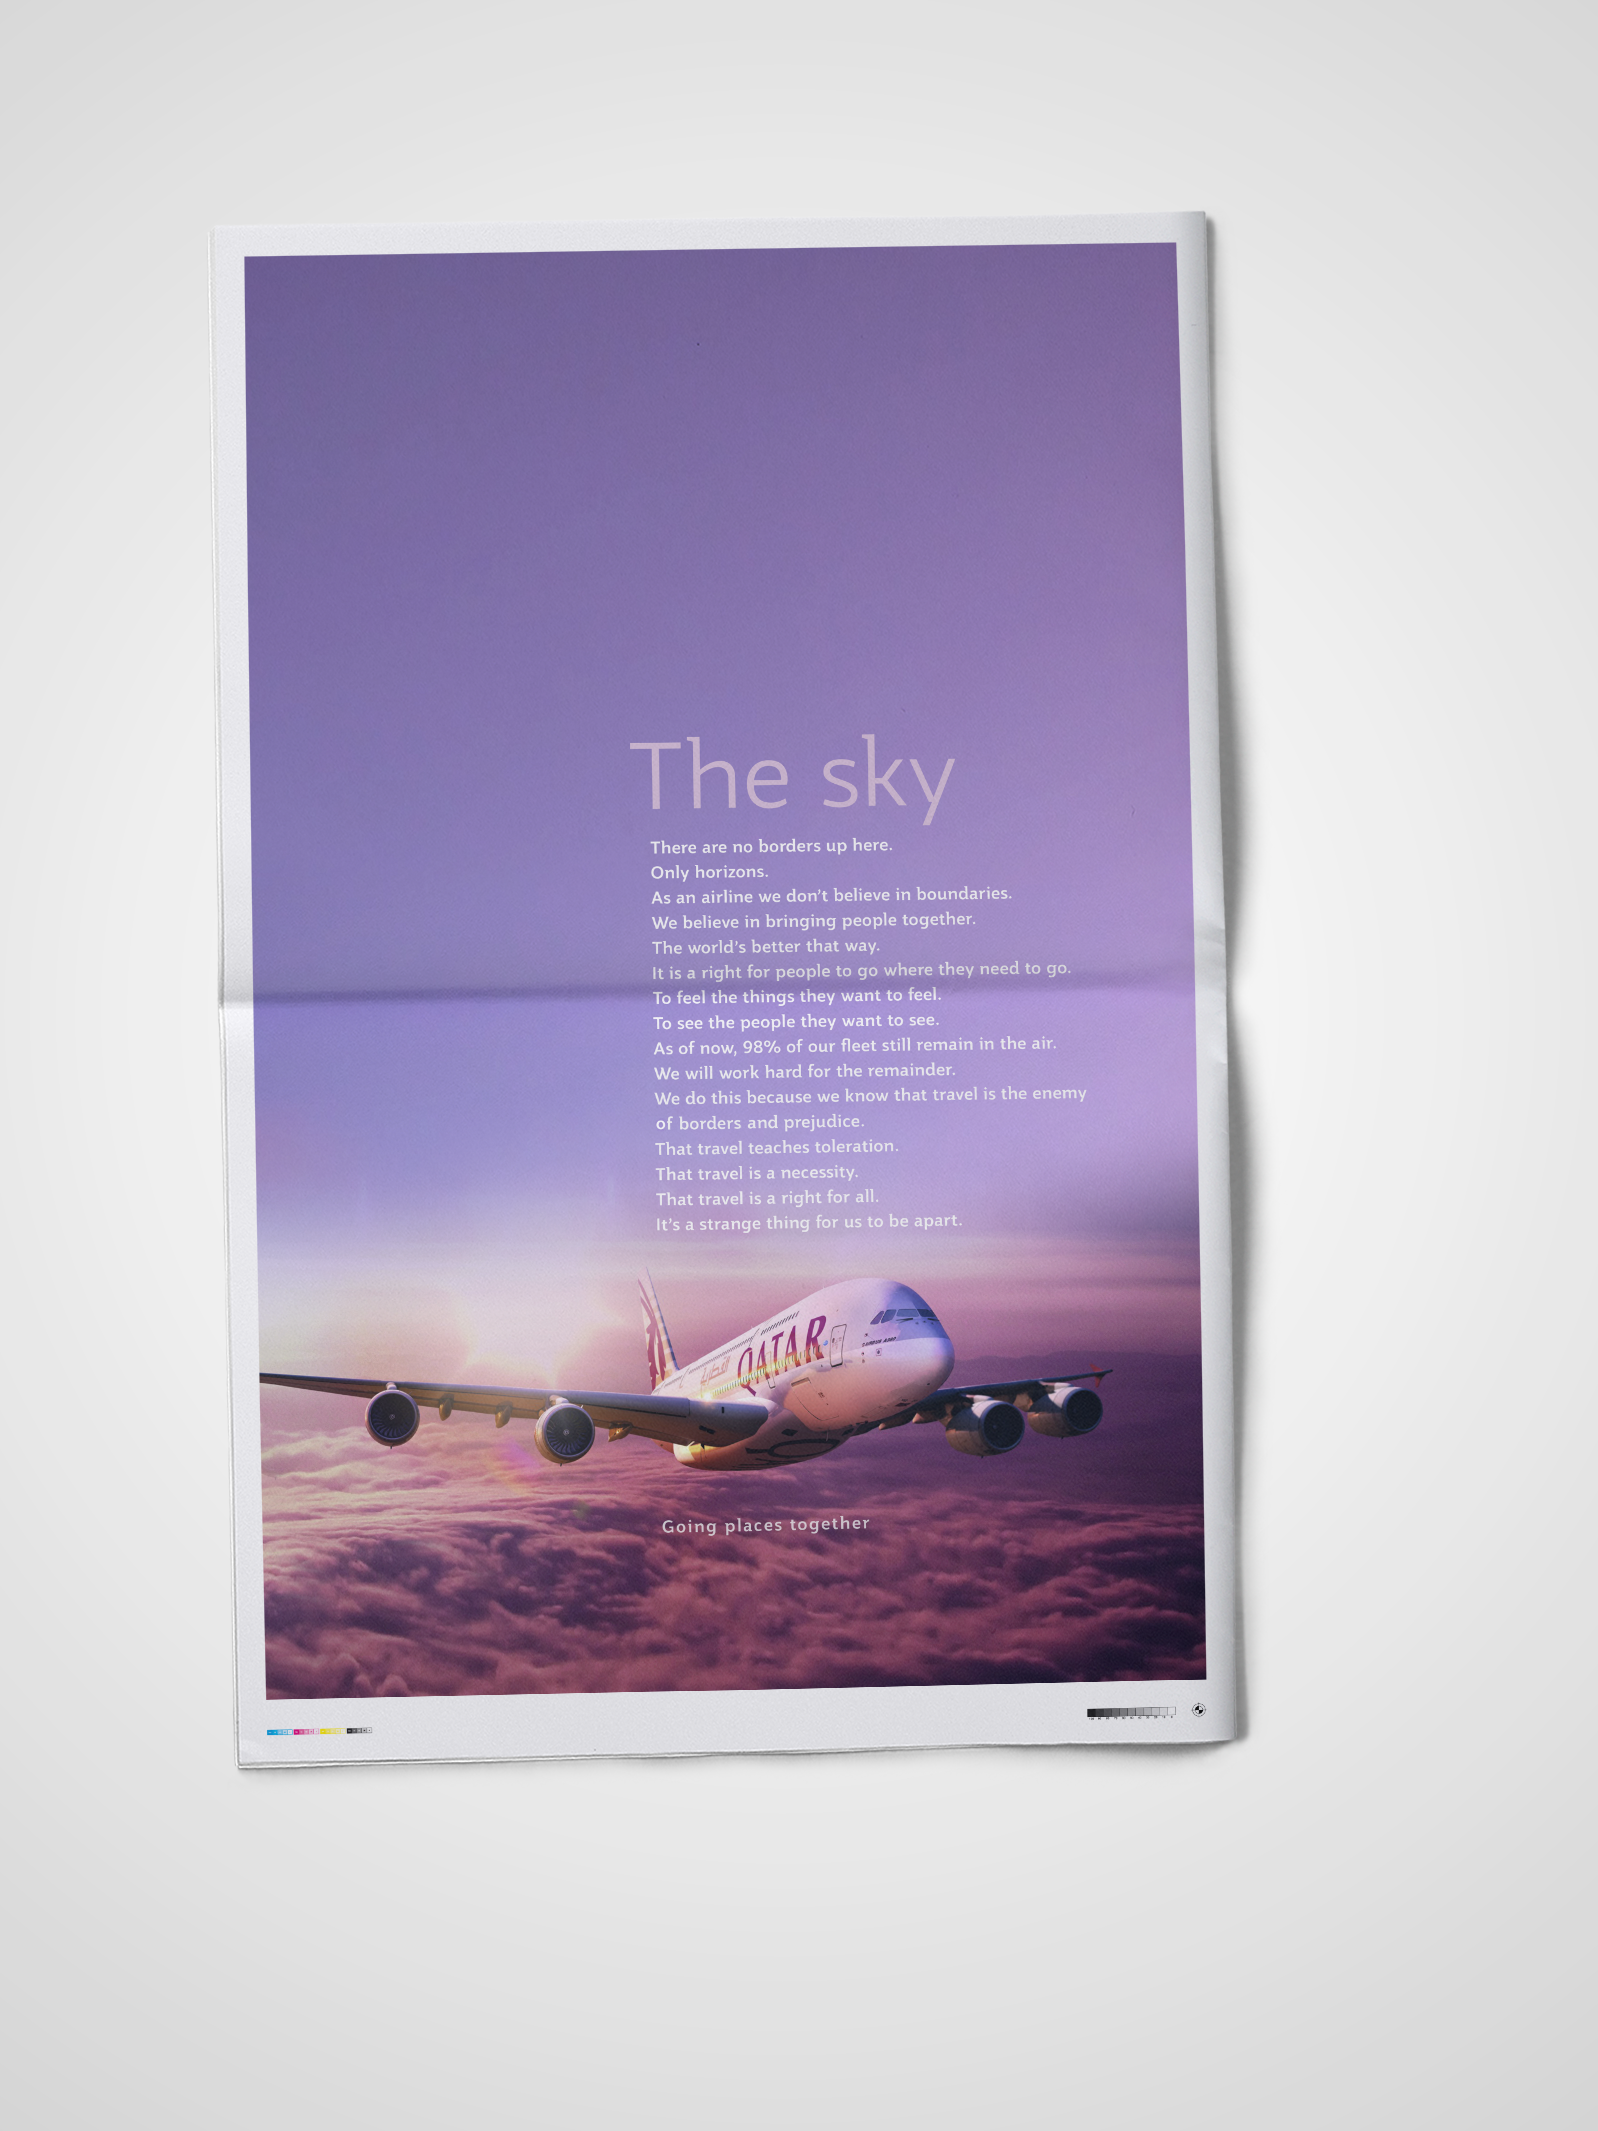 The sky
There are no borders up here.
Only horizons.
As an airline we don't believe in boundaries.
We believe in bringing people together.
The world's better that way.
It is a right for people to go where they need to go.
To feel the things they want to feel.
To see the people they want to see.
As of now, 98% of our fleet still remain in the air.
We will work hard for the remainder.
We do this because we know that travel is the enemy
of borders and prejudice.
That travel teaches toleration.
That travel is a necessity.
That travel is a right for all.
It's a strange thing for us to be apart.
QATAR
القطرية
AIRBUS A380
Going places together